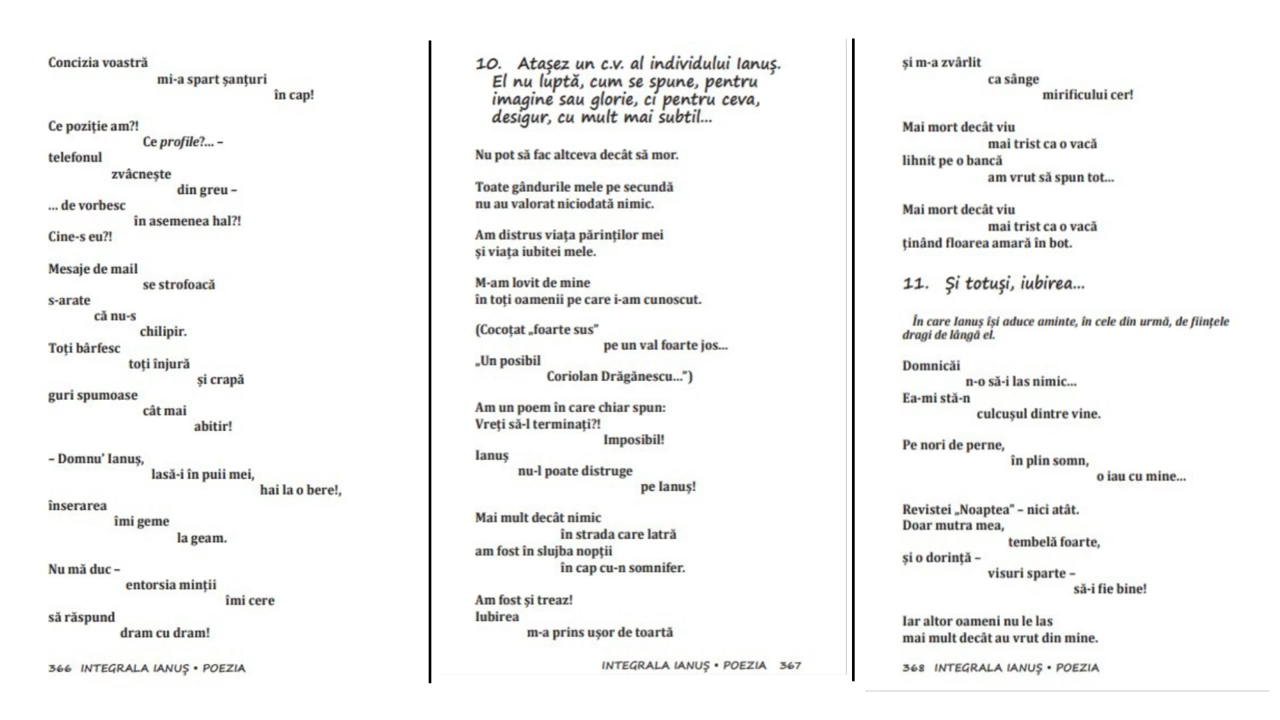 Concizia voastră
mi-a spart șanțuri
în cap!
Ce poziție am?!
Ce profile?... –
telefonul
zvâcnește
din greu –
... de vorbesc
în asemenea hal?!
Cine-s eu?!
Mesaje de mail
se strofoacă
s-arate
că nu-s
chilipir.
Toți bârfesc
toți înjură
și crapă
guri spumoase
cât mai
abitir!
– Domnu' Ianuș,
lasă-i în puii mei,
hai la o bere!,
înserarea
îmi geme
la geam.
Nu mă duc –
entorsia minții
îmi cere
să răspund
dram cu dram!
366 INTEGRALA IANUȘ • POEZIA
10. Atașez un c.v. al individului Ianuș.
El nu luptă, cum se spune, pentru
imagine sau glorie, ci pentru ceva,
desigur, cu mult mai subtil...
Nu pot să fac altceva decât să mor.
Toate gândurile mele pe secundă
nu au valorat niciodată nimic.
Am distrus viața părinților mei
și viața iubitei mele.
M-am lovit de mine
în toți oamenii pe care i-am cunoscut.
(Cocoțat „foarte sus"
pe un val foarte jos...
„Un posibil
Coriolan Drăgănescu...")
Am un poem în care chiar spun:
Vreți să-l terminați?!
Imposibil!
Ianuș
nu-l poate distruge
pe Ianuș!
Mai mult decât nimic
în strada care latră
am fost în slujba nopții
în cap cu-n somnifer.
Am fost și treaz!
Iubirea
m-a prins ușor de toartă
INTEGRALA IANUȘ • POEZIA 367
și m-a zvârlit
ca sânge
mirificului cer!
Mai mort decât viu
mai trist ca o vacă
lihnit pe o bancă
am vrut să spun tot...
Mai mort decât viu
mai trist ca o vacă
ținând floarea amară în bot.
11. Și totuși, iubirea...
În care Ianuș își aduce aminte, în cele din urmă, de ființele
dragi de lângă el.
Domnicăi
n-o să-i las nimic...
Ea-mi stă-n
culcușul dintre vine.
Pe nori de perne,
în plin somn,
o iau cu mine...
Revistei „Noaptea" – nici atât.
Doar mutra mea,
tembelă foarte,
și o dorință –
visuri sparte –
să-i fie bine!
Iar altor oameni nu le las
mai mult decât au vrut din mine.
368 INTEGRALA IANUȘ • POEZIA